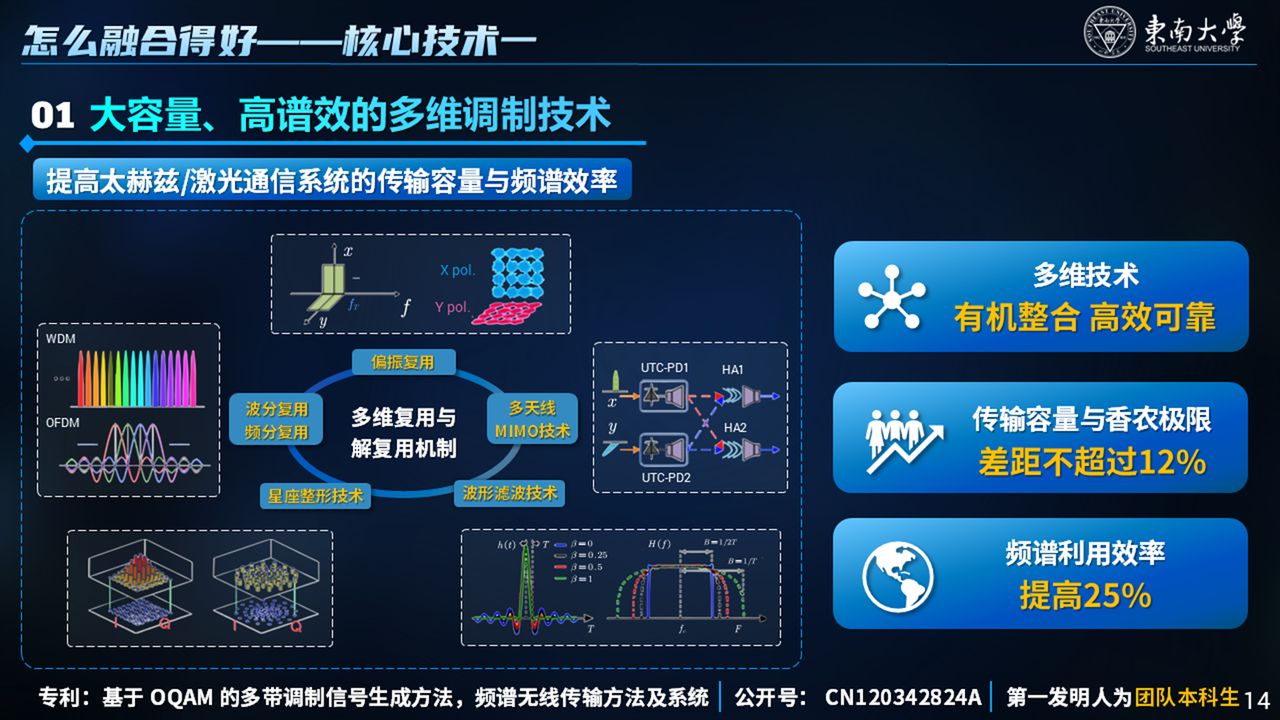 怎么融合得好——核心技术一
東南大學
SOUTHEAST UNIVERSITY
01 大容量、高谱效的多维调制技术
提高太赫兹/激光通信系统的传输容量与频谱效率
x
X pol.
Y pol.
f
y
WDM
OFDM
偏振复用
波分复用
频分复用
多维复用与
解复用机制
多天线
MIMO技术
星座整形技术
波形滤波技术
UTC-PD1
HA1
x
y
HA2
UTC-PD2
I
Q
I
Q
h(t)
T
β=0
β=0.25
β=0.5
β=1
T
H(f)
B=1/2T
B=1/T
F
多维技术
有机整合 高效可靠
传输容量与香农极限
差距不超过12%
频谱利用效率
提高25%
专利：基于 OQAM 的多带调制信号生成方法，频谱无线传输方法及系统
公开号： CN120342824A
第一发明人为团队本科生
14